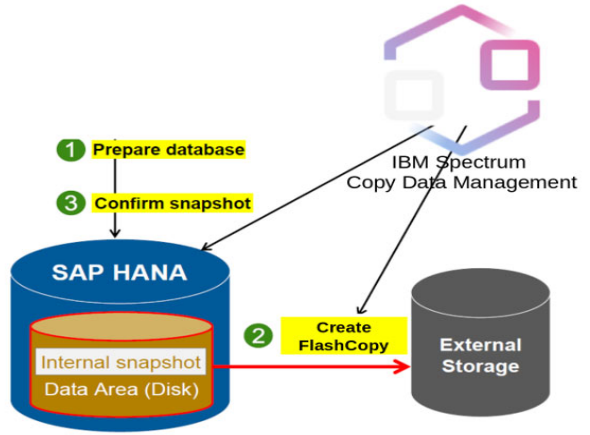 1 Prepare database
IBM Spectrum
Copy Data Management
3 Confirm snapshot
SAP HANA
2 Create
FlashCopy
Internal snapshot
Data Area (Disk)
External
Storage